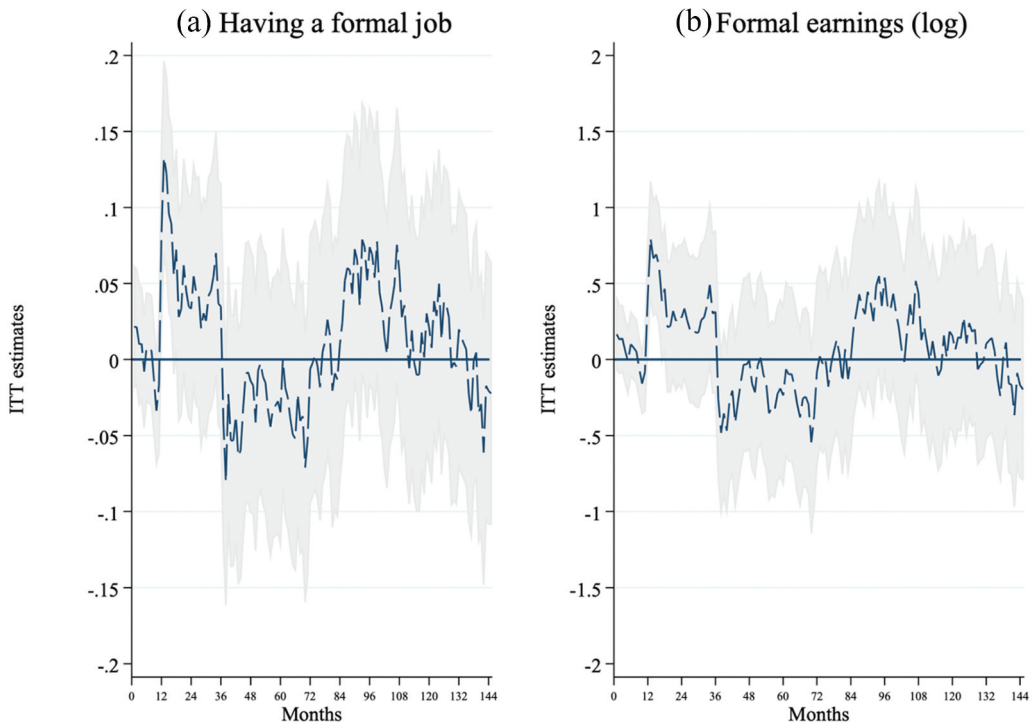 (a) Having a formal job
.2
.15
.1
.05
0
-.05
-.1
-.15
-.2
ITT estimates
0 12 24 36 48 60 72 84 96 108 120 132 144
Months
(b) Formal earnings (log)
2
1.5
1
.5
0
-.5
-1
-1.5
-2
ITT estimates
0 12 24 36 48 60 72 84 96 108 120 132 144
Months